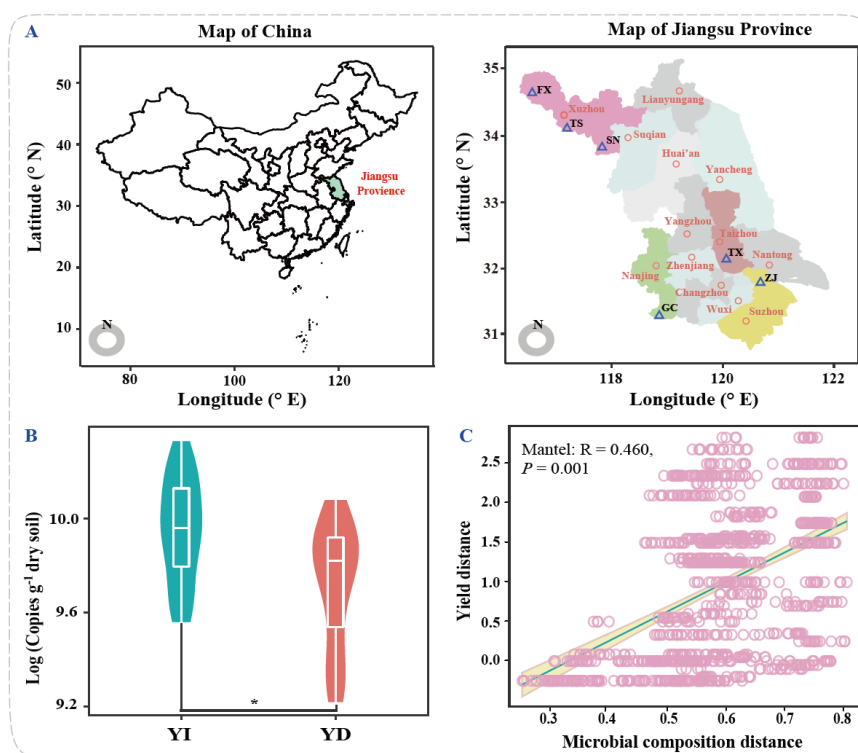 A
Map of China
Latitude (° N)
50
40
30
20
10
Jiangsu
Provience
N
80
100
120
Longitude (° E)
Map of Jiangsu Province
Latitude (° N)
35
34
33
32
31
FX
Xuzhou
TS
SN
Lianyungang
Suqian
Huai'an
Yancheng
Yangzhou
Taizhou
TX
Nantong
Zhenjiang
Nanjing
ZJ
Changzhou
GC
Wuxi
Suzhou
N
118
120
122
Longitude (° E)
B
Log (Copies g⁻¹ dry soil)
10.0
9.6
9.2
*
YI
YD
C
Mantel: R = 0.460,
P = 0.001
Yield distance
2.5
2.0
1.5
1.0
0.5
0.0
0.3
0.4
0.5
0.6
0.7
0.8
Microbial composition distance